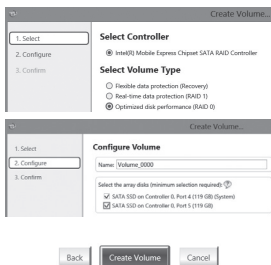 Create Volume...
1. Select
2. Configure
3. Confirm
Select Controller
Intel(R) Mobile Express Chipset SATA RAID Controller
Select Volume Type
Flexible data protection (Recovery)
Real-time data protection (RAID 1)
Optimized disk performance (RAID 0)
Create Volume...
1. Select
2. Configure
3. Confirm
Configure Volume
Name: Volume_0000
Select the array disks (minimum selection required):
SATA SSD on Controller 0, Port 4 (119 GB) (System)
SATA SSD on Controller 0, Port 5 (119 GB)
Back
Create Volume
Cancel